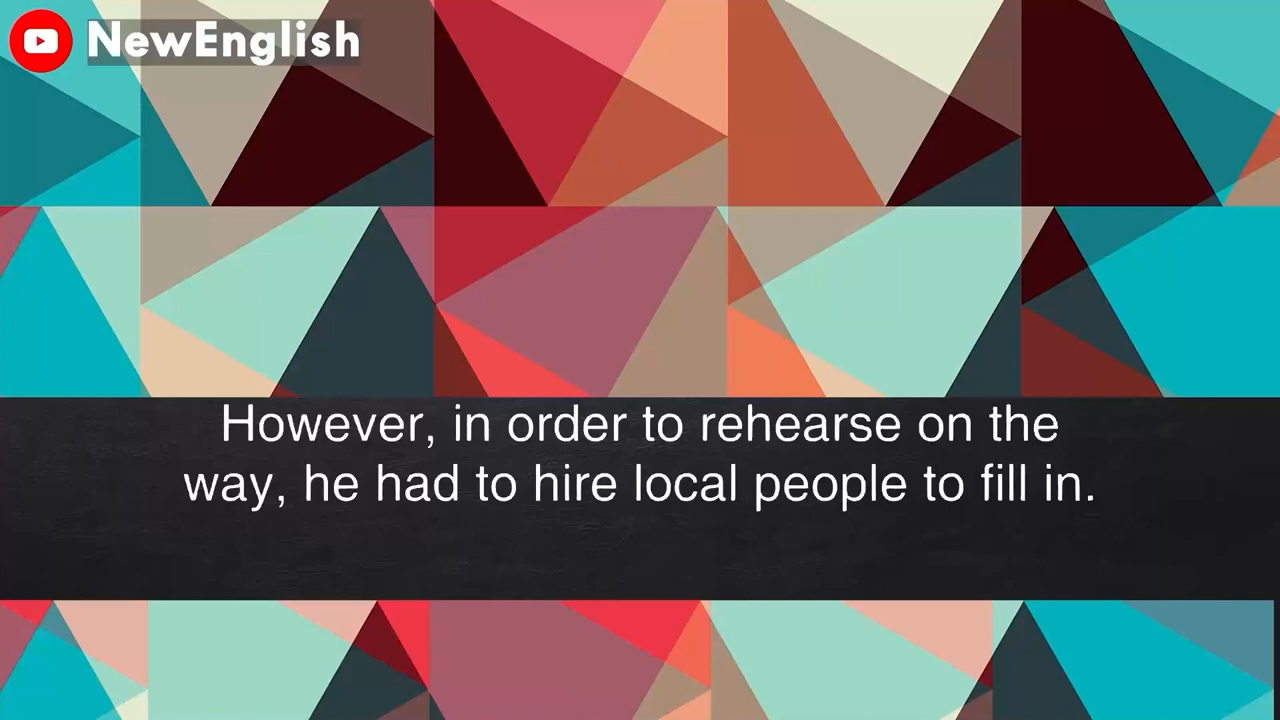 NewEnglish
However, in order to rehearse on the
way, he had to hire local people to fill in.